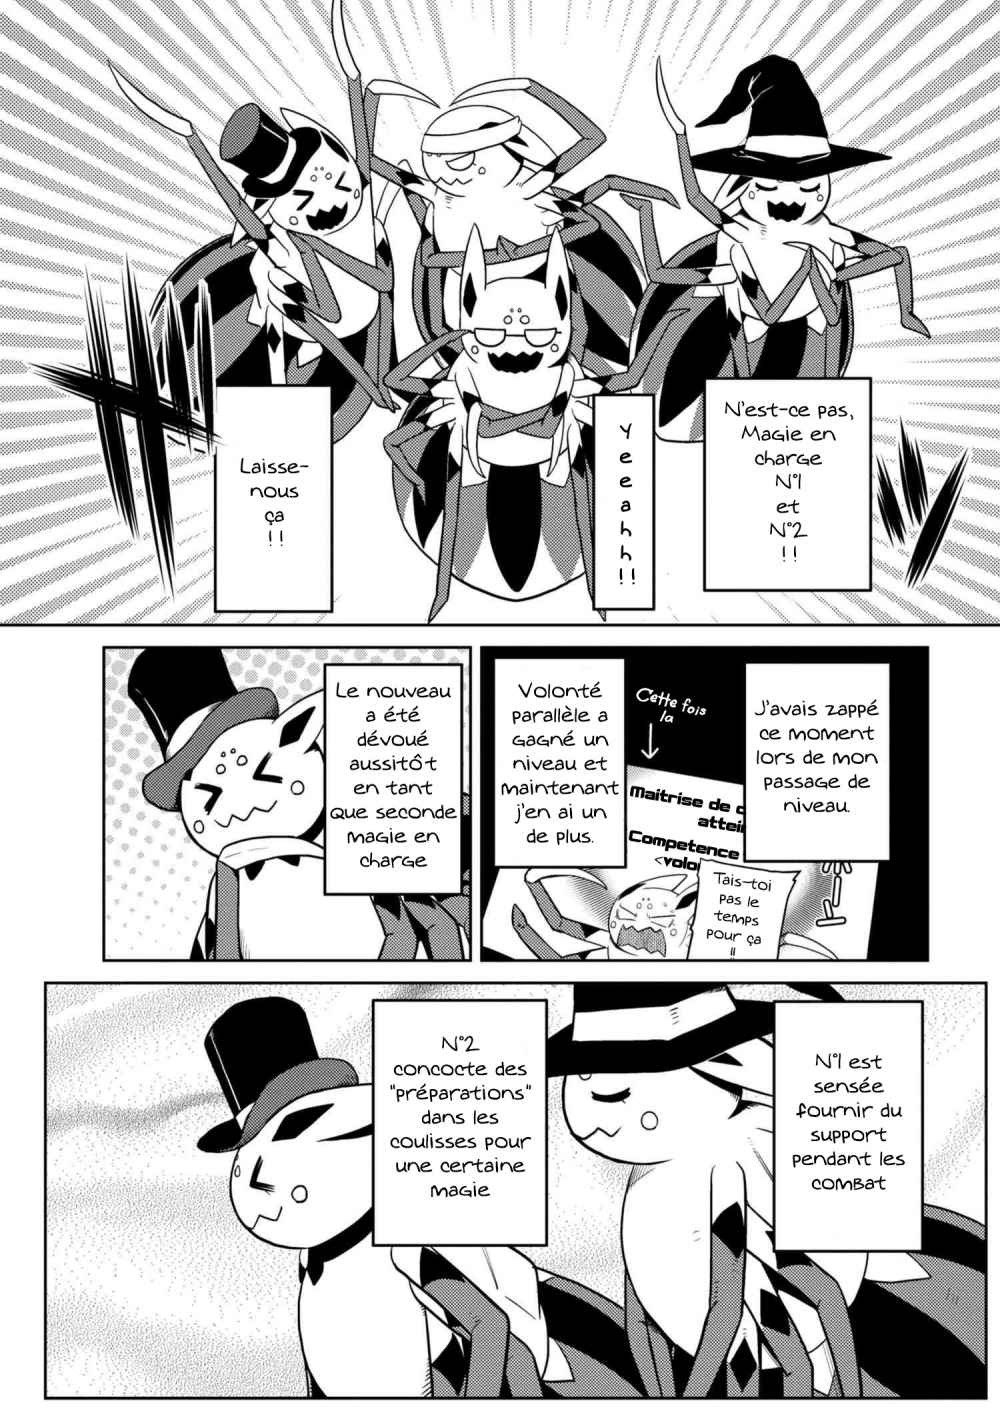 N'est-ce pas,
Magie en
charge
N°1
et
N°2
!!
Yeeahh!!
Laisse-
nous
ça
!!
J'avais zappé
ce moment
lors de mon
passage de
niveau.
Cette fois
la
Maitrise de
attei
Competence
<volon
Tais-toi
pas le
temps
pour ça
!!
Volonté
parallèle a
gagné un
niveau et
maintenant
j'en ai un
de plus.
Le nouveau
a été
dévoué
aussitôt
en tant
que seconde
magie en
charge
N°1 est
sensée
fournir du
support
pendant les
combat
N°2
concocte des
"préparations"
dans les
coulisses pour
une certaine
magie